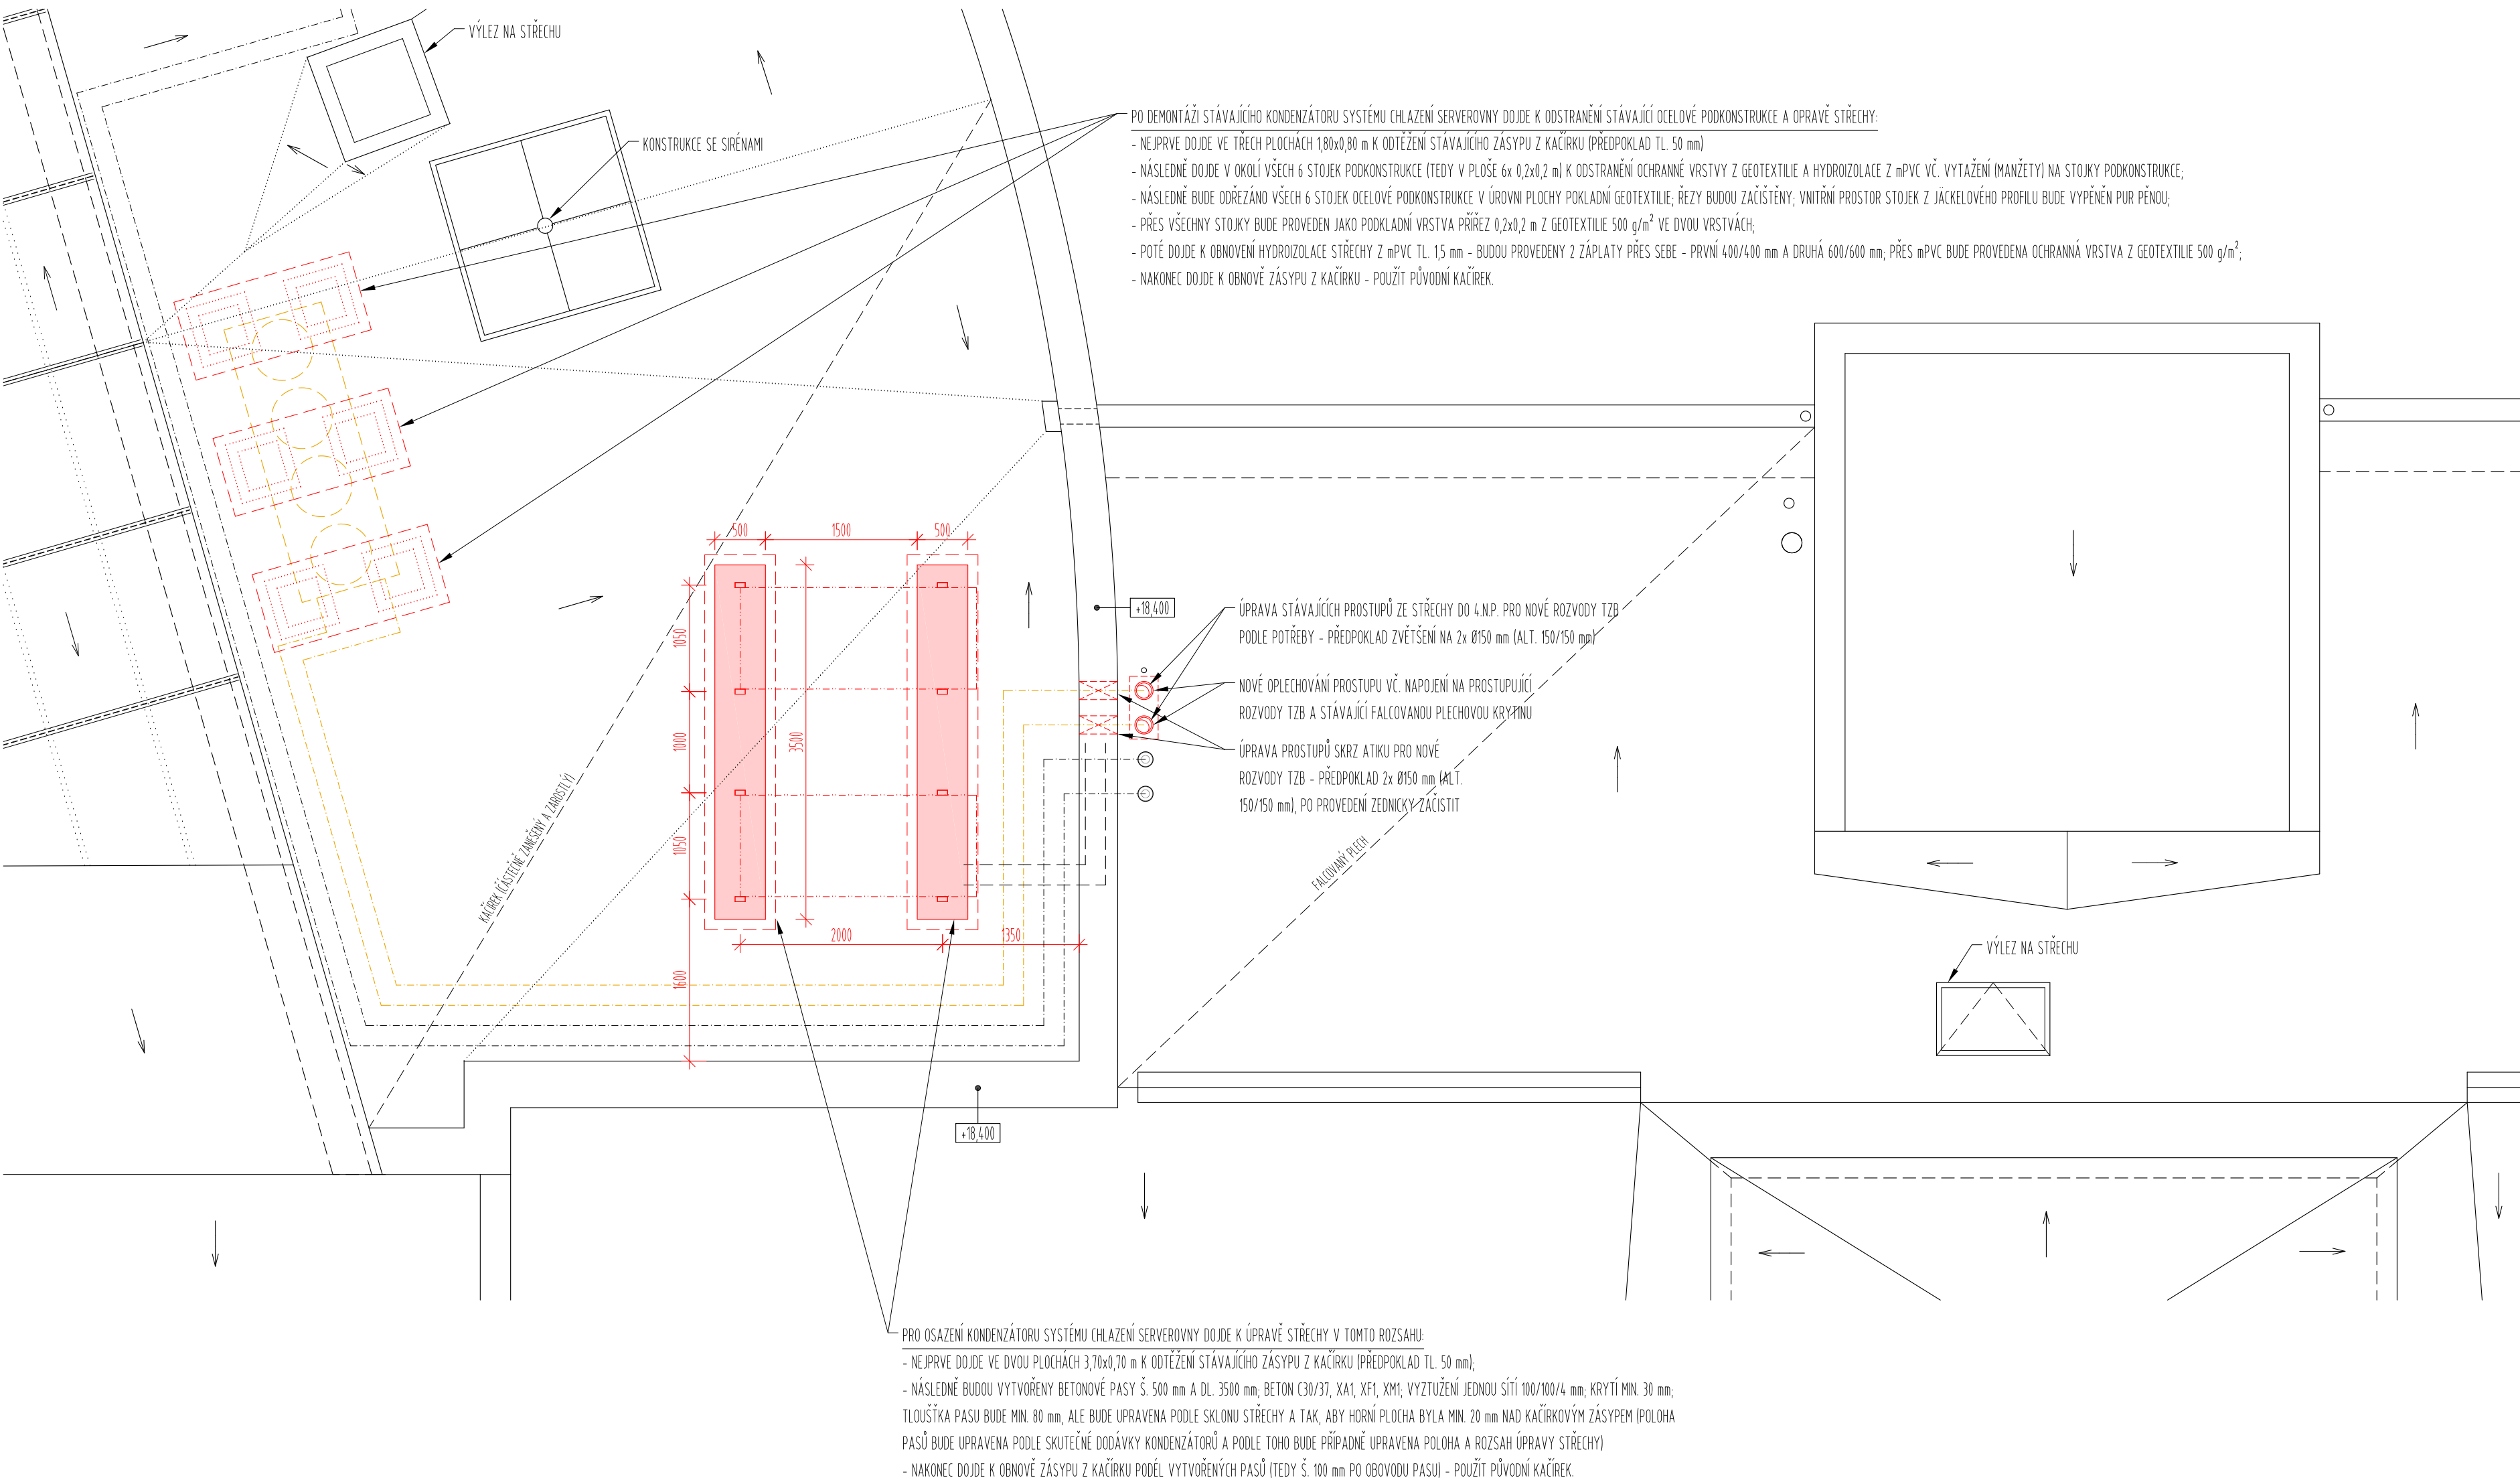 VÝLEZ NA STŘECHU
KONSTRUKCE SE SIRÉNAMI
PO DEMONTÁŽI STÁVAJÍCÍHO KONDENZÁTORU SYSTÉMU CHLAZENÍ SERVEROVNY DOJDE K ODSTRANĚNÍ STÁVAJÍCÍ OCELOVÉ PODKONSTRUKCE A OPRAVĚ STŘECHY:
- NEJPRVE DOJDE VE TŘECH PLOCHÁCH 1,80x0,80 m K ODTĚŽENÍ STÁVAJÍCÍHO ZÁSYPU Z KAČÍRKU (PŘEDPOKLAD TL. 50 mm)
- NÁSLEDNĚ DOJDE V OKOLÍ VŠECH 6 STOJEK PODKONSTRUKCE (TEDY V PLOŠE 6x 0,2x0,2 m) K ODSTRANĚNÍ OCHRANNÉ VRSTVY Z GEOTEXTILIE A HYDROIZOLACE Z mPVC VČ. VYTAŽENÍ (MANŽETY) NA STOJKY PODKONSTRUKCE;
- NÁSLEDNĚ BUDE ODŘEZÁNO VŠECH 6 STOJEK OCELOVÉ PODKONSTRUKCE V ÚROVNI PLOCHY POKLADNÍ GEOTEXTILIE; ŘEZY BUDOU ZAČÍŠTĚNY; VNITŘNÍ PROSTOR STOJEK Z JÄCKELOVÉHO PROFILU BUDE VYPĚNĚN PUR PĚNOU;
- PŘES VŠECHNY STOJKY BUDE PROVEDEN JAKO PODKLADNÍ VRSTVA PŘÍŘEZ 0,2x0,2 m Z GEOTEXTILIE 500 g/m² VE DVOU VRSTVÁCH;
- POTÉ DOJDE K OBNOVENÍ HYDROIZOLACE STŘECHY Z mPVC TL. 1,5 mm - BUDOU PROVEDENY 2 ZÁPLATY PŘES SEBE - PRVNÍ 400/400 mm A DRUHÁ 600/600 mm; PŘES mPVC BUDE PROVEDENA OCHRANNÁ VRSTVA Z GEOTEXTILIE 500 g/m²;
- NAKONEC DOJDE K OBNOVĚ ZÁSYPU Z KAČÍRKU - POUŽÍT PŮVODNÍ KAČÍREK.
500
1500
500
1050
1000
1050
1600
3500
2000
1350
+18,400
ÚPRAVA STÁVAJÍCÍCH PROSTUPŮ ZE STŘECHY DO 4.N.P. PRO NOVÉ ROZVODY TZB
PODLE POTŘEBY - PŘEDPOKLAD ZVĚTŠENÍ NA 2x Ø150 mm (ALT. 150/150 mm)
NOVÉ OPLECHOVÁNÍ PROSTUPU VČ. NAPOJENÍ NA PROSTUPUJÍCÍ
ROZVODY TZB A STÁVAJÍCÍ FALCOVANOU PLECHOVOU KRYTINU
ÚPRAVA PROSTUPŮ SKRZ ATIKU PRO NOVÉ
ROZVODY TZB - PŘEDPOKLAD 2x Ø150 mm (ALT.
150/150 mm), PO PROVEDENÍ ZEDNICKY ZAČISTIT
KAČÍREK (ČÁSTEČNĚ ZANEŠENÝ A ZAROSTLÝ)
FALCOVANÝ PLECH
VÝLEZ NA STŘECHU
+18,400
PRO OSAZENÍ KONDENZÁTORU SYSTÉMU CHLAZENÍ SERVEROVNY DOJDE K ÚPRAVĚ STŘECHY V TOMTO ROZSAHU:
- NEJPRVE DOJDE VE DVOU PLOCHÁCH 3,70x0,70 m K ODTĚŽENÍ STÁVAJÍCÍHO ZÁSYPU Z KAČÍRKU (PŘEDPOKLAD TL. 50 mm);
- NÁSLEDNĚ BUDOU VYTVOŘENY BETONOVÉ PASY Š. 500 mm A DL. 3500 mm; BETON C30/37, XA1, XF1, XM1; VYZTUŽENÍ JEDNOU SÍTÍ 100/100/4 mm; KRYTÍ MIN. 30 mm;
TLOUŠŤKA PASU BUDE MIN. 80 mm, ALE BUDE UPRAVENA PODLE SKLONU STŘECHY A TAK, ABY HORNÍ PLOCHA BYLA MIN. 20 mm NAD KAČÍRKOVÝM ZÁSYPEM (POLOHA
PASŮ BUDE UPRAVENA PODLE SKUTEČNÉ DODÁVKY KONDENZÁTORŮ A PODLE TOHO BUDE PŘÍPADNĚ UPRAVENA POLOHA A ROZSAH ÚPRAVY STŘECHY)
- NAKONEC DOJDE K OBNOVĚ ZÁSYPU Z KAČÍRKU PODÉL VYTVOŘENÝCH PASŮ (TEDY Š. 100 mm PO OBOVODU PASU) - POUŽÍT PŮVODNÍ KAČÍREK.